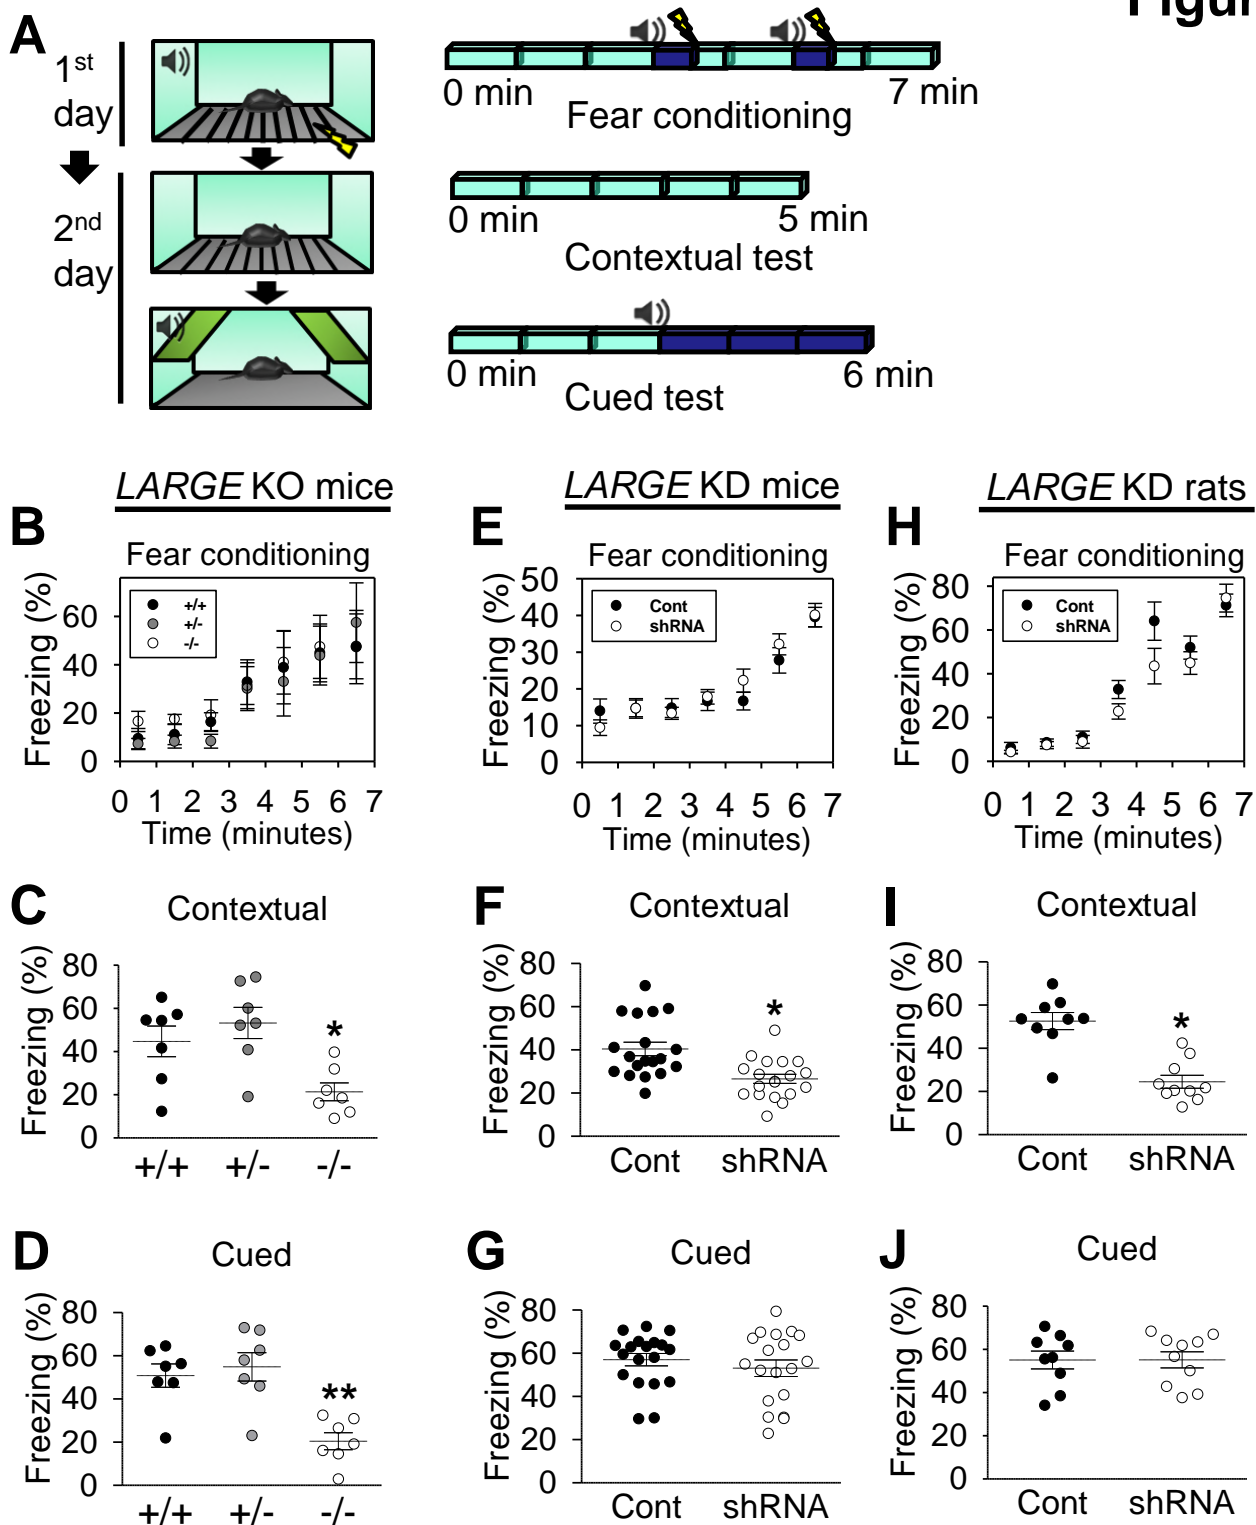 Figur
A
1st
day
2nd
day
0 min
7 min
Fear conditioning
0 min
5 min
Contextual test
0 min
6 min
Cued test
LARGE KO mice
LARGE KD mice
LARGE KD rats
B
Fear conditioning
Freezing (%)
60
40
20
0
+/+
+/-
-/-
0 1 2 3 4 5 6 7
Time (minutes)
E
Fear conditioning
Freezing (%)
50
40
30
20
10
0
Cont
shRNA
0 1 2 3 4 5 6 7
Time (minutes)
H
Fear conditioning
Freezing (%)
80
60
40
20
0
Cont
shRNA
0 1 2 3 4 5 6 7
Time (minutes)
C
Contextual
Freezing (%)
80
60
40
20
0
*
+/+ +/- -/-
F
Contextual
Freezing (%)
80
60
40
20
0
*
Cont shRNA
I
Contextual
Freezing (%)
80
60
40
20
0
*
Cont shRNA
D
Cued
Freezing (%)
80
60
40
20
0
**
+/+ +/- -/-
G
Cued
Freezing (%)
80
60
40
20
0
Cont shRNA
J
Cued
Freezing (%)
80
60
40
20
0
Cont shRNA